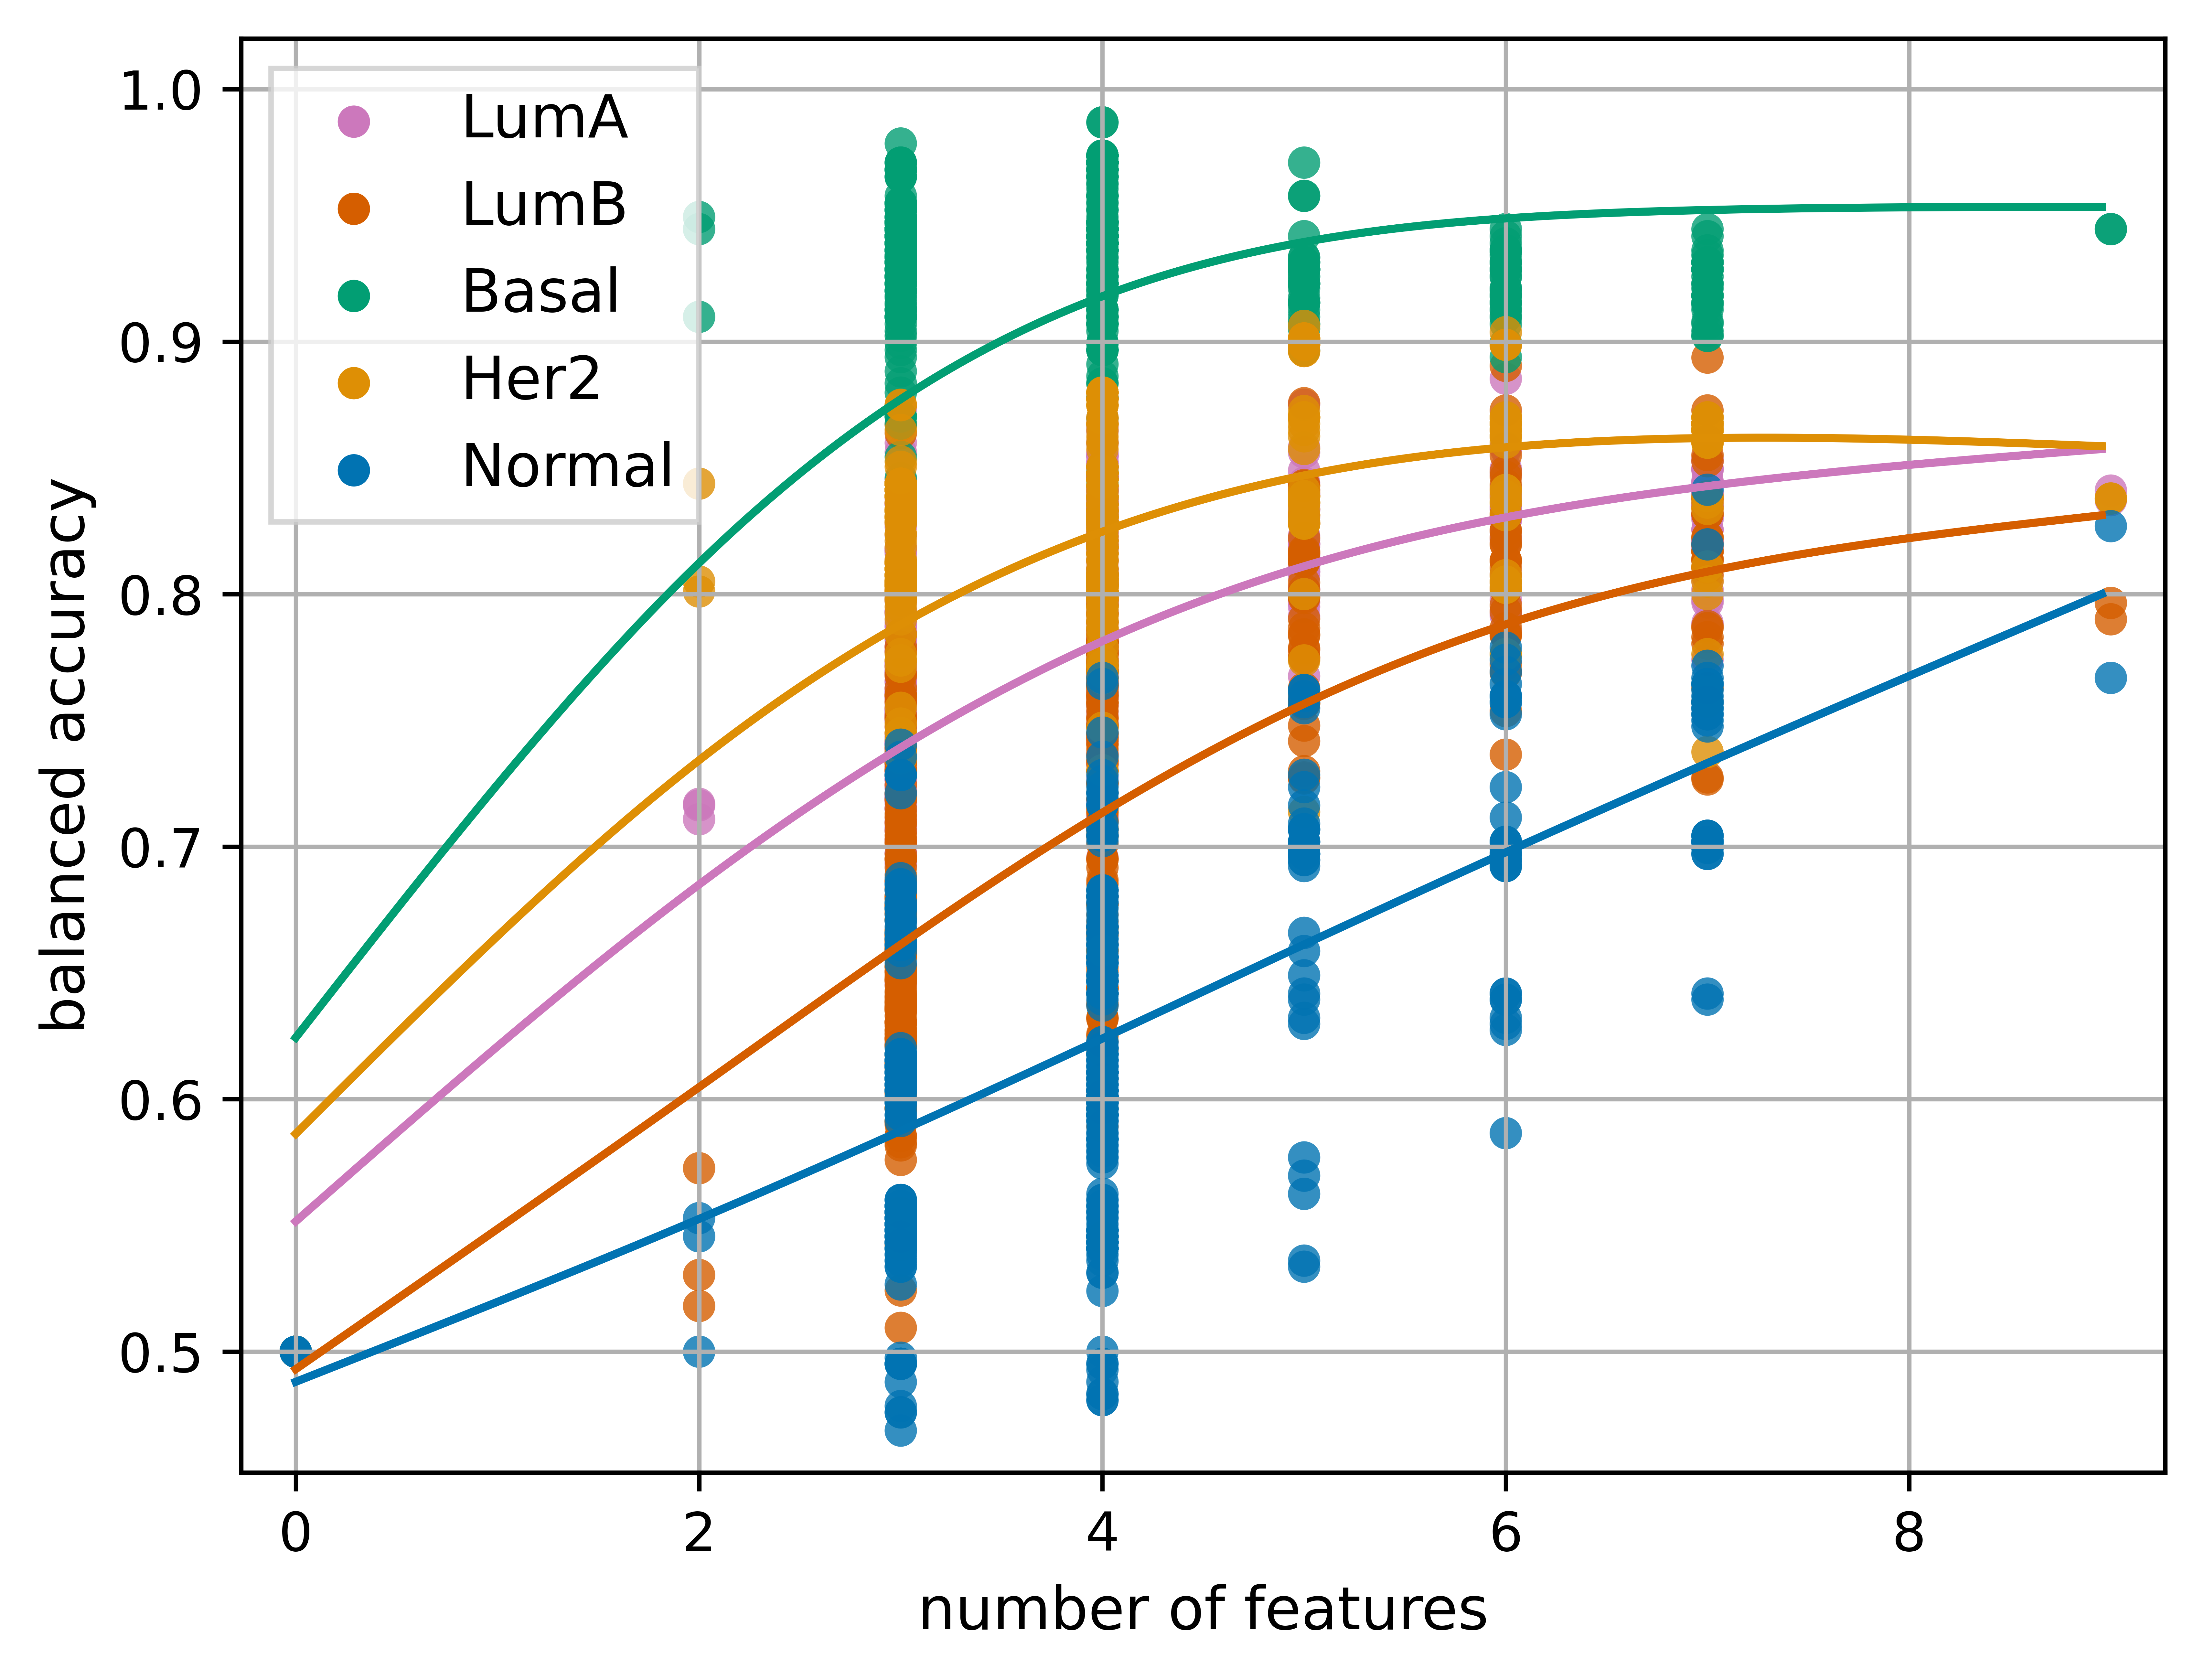 LumA
LumB
Basal
Her2
Normal
1.0
0.9
0.8
0.7
0.6
0.5
balanced accuracy
0 2 4 6 8
number of features